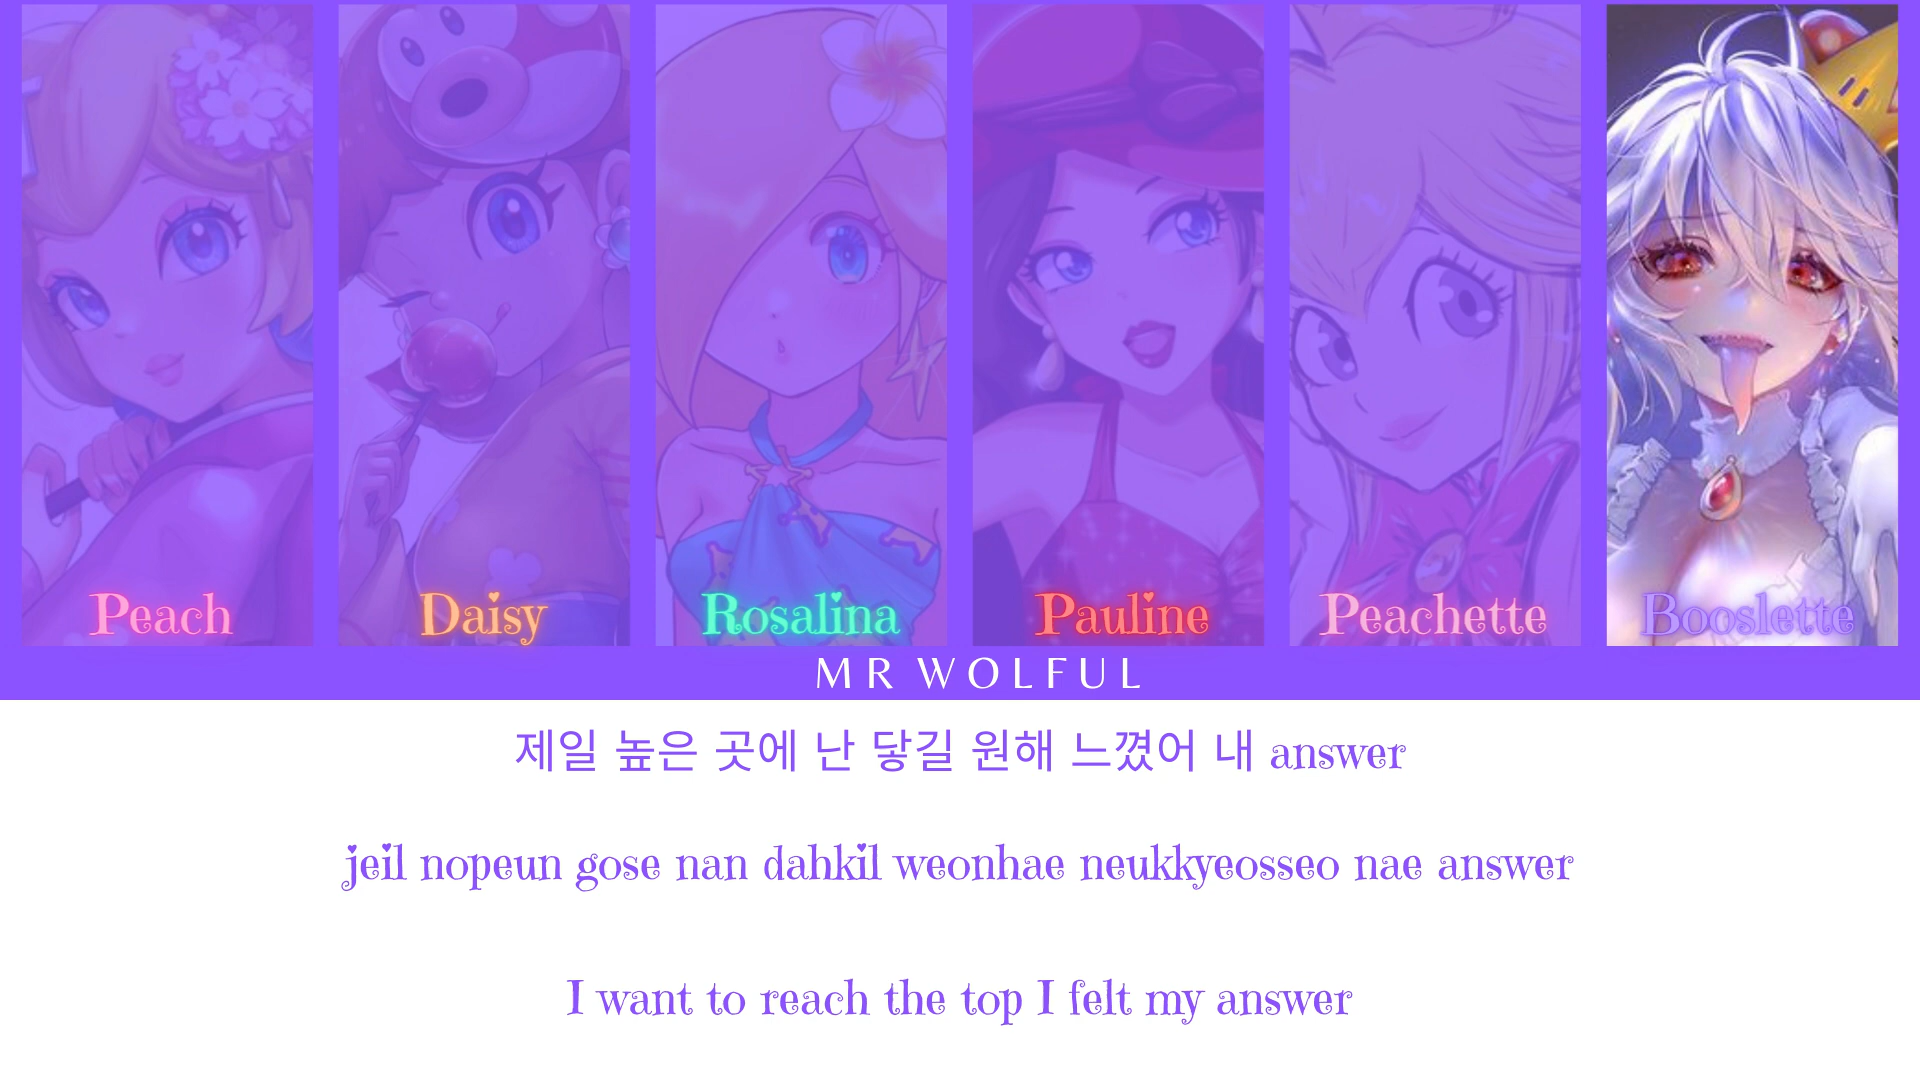 Peach
Daisy
Rosalina
Pauline
Peachette
Booslette
MR WOLFUL
제일 높은 곳에 난 닿길 원해 느꼈어 내 answer
jeil nopeun gose nan dahkil weonhae neukkyeosseo nae answer
I want to reach the top I felt my answer